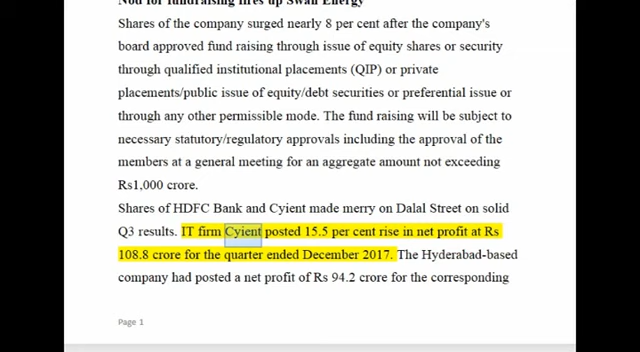 Nod for fundraising fires up Swan Energy
Shares of the company surged nearly 8 per cent after the company's
board approved fund raising through issue of equity shares or security
through qualified institutional placements (QIP) or private
placements/public issue of equity/debt securities or preferential issue or
through any other permissible mode. The fund raising will be subject to
necessary statutory/regulatory approvals including the approval of the
members at a general meeting for an aggregate amount not exceeding
Rs1,000 crore.
Shares of HDFC Bank and Cyient made merry on Dalal Street on solid
Q3 results. IT firm Cyient posted 15.5 per cent rise in net profit at Rs
108.8 crore for the quarter ended December 2017. The Hyderabad-based
company had posted a net profit of Rs 94.2 crore for the corresponding
Page 1